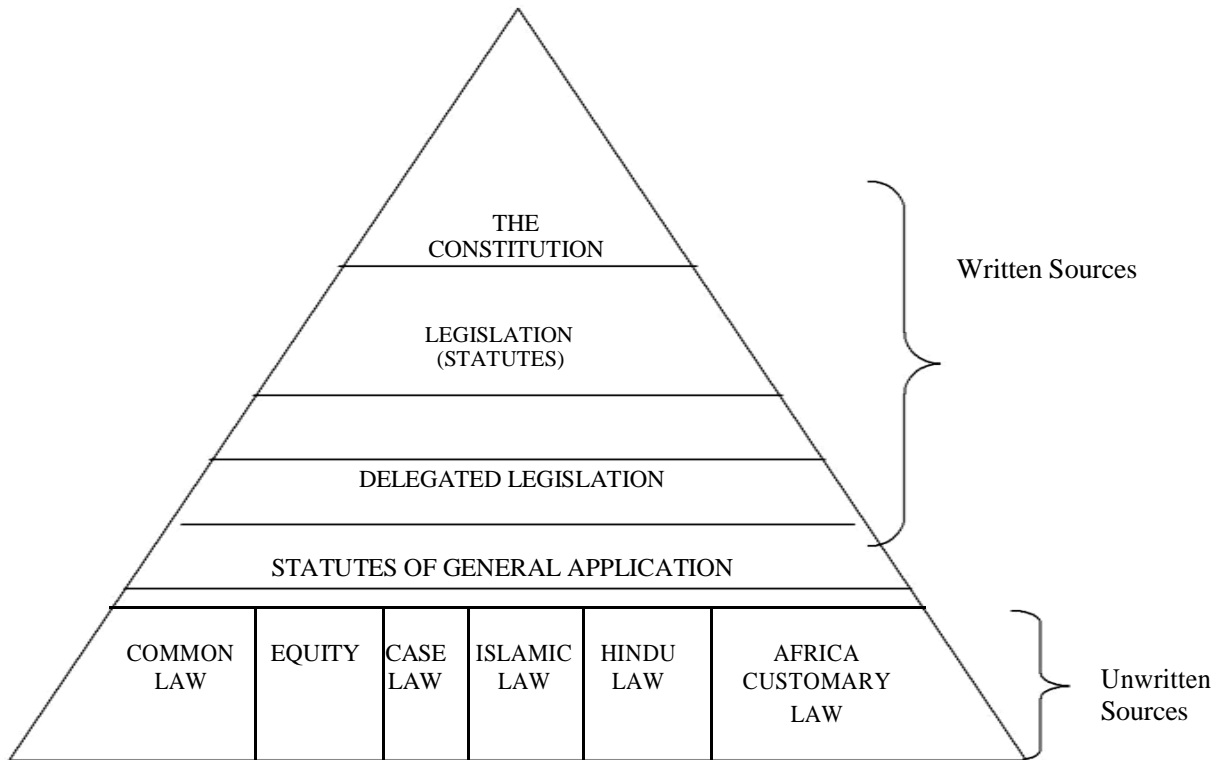 THE
CONSTITUTION
Written Sources
LEGISLATION
(STATUTES)
DELEGATED LEGISLATION
STATUTES OF GENERAL APPLICATION
COMMON
LAW
EQUITY
CASE
LAW
ISLAMIC
LAW
HINDU
LAW
AFRICA
CUSTOMARY
LAW
Unwritten
Sources